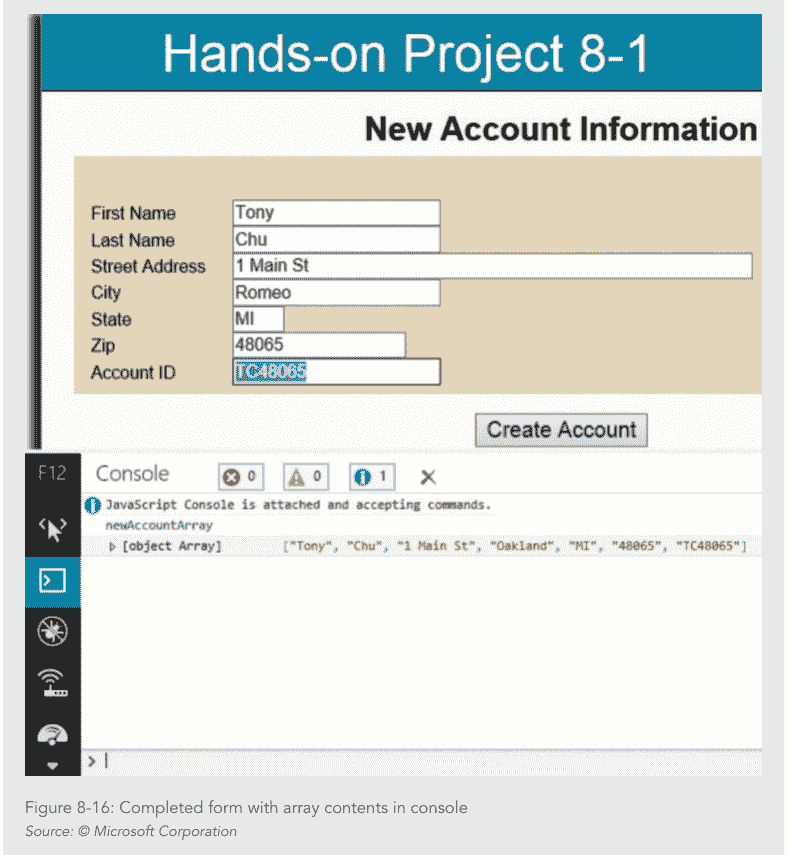 Hands-on Project 8-1
New Account Information
First Name Tony
Last Name Chu
Street Address 1 Main St
City Romeo
State MI
Zip 48065
Account ID TC48065
Create Account
F12 Console 0 0 1
JavaScript Console is attached and accepting commands.
newAccountArray
[object Array] ["Tony", "Chu", "1 Main St", "Oakland", "MI", "48065", "TC48065"]
>
Figure 8-16: Completed form with array contents in console
Source: © Microsoft Corporation